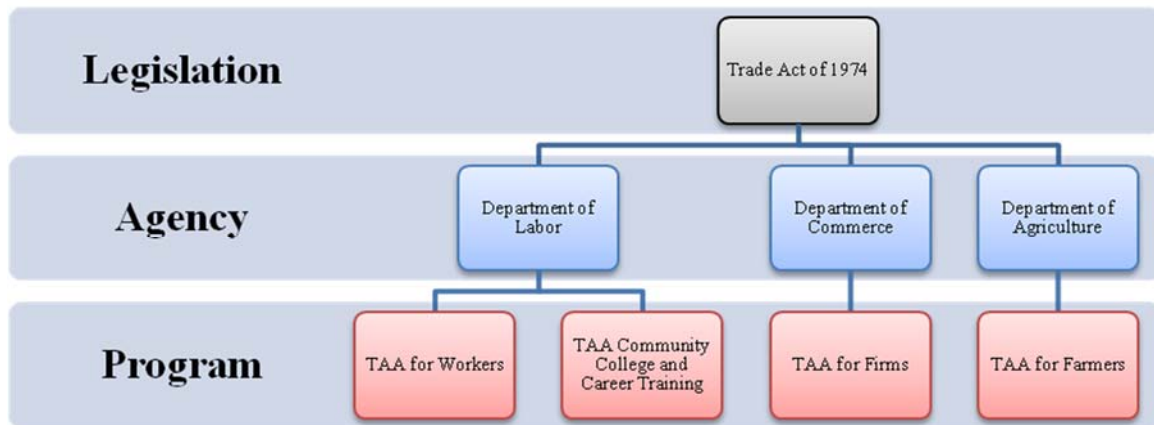 Legislation
Trade Act of 1974
Agency
Department of
Labor
Department of
Commerce
Department of
Agriculture
Program
TAA for Workers
TAA Community
College and
Career Training
TAA for Firms
TAA for Farmers